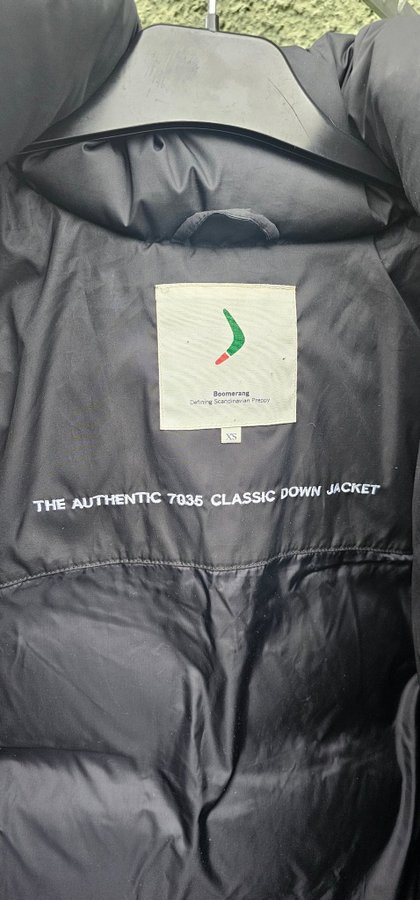 Boomerang
Defining Scandinavian Preppy
XS
THE AUTHENTIC 7035 CLASSIC DOWN JACKET